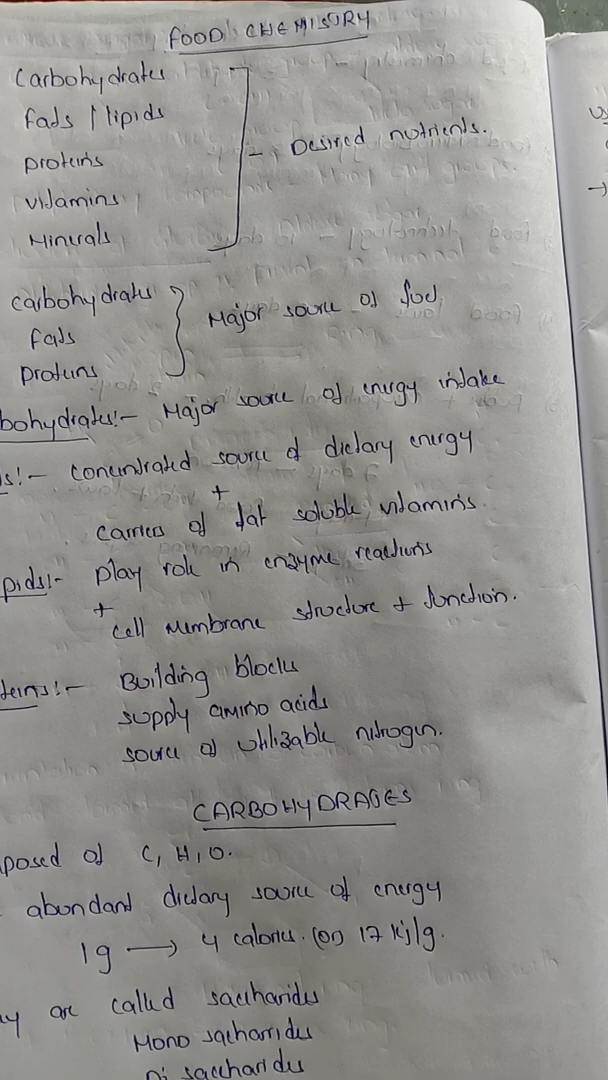 FOOD CHEMISTRY
Carbohydrates
Fats / lipids
proteins
vitamins
Minerals
- Desired nutrients.
carbohydrates
Fats
Proteins
Major source of food
bohydrates:- Major source of energy intake
s:- concentrated source of dietary energy
+
carriers of fat soluble vitamins
pids:- play role in enzyme reactions
+
cell membrane structure + function.
teins:- Building blocks
supply amino acids
source of utilizable nitrogen.
CARBOHYDRATES
posed of C, H, O.
abundant dietary source of energy
1g → 4 calories. (or) 17 kj/g.
ey are called saccharides
Mono saccharides
Di saccharides